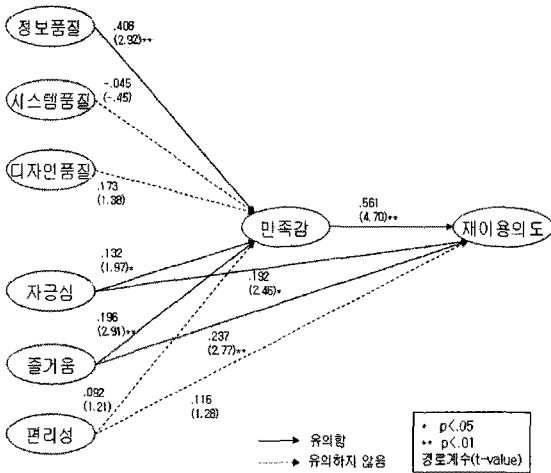 정보품질
.406
(2.92)**
-.045
(-.45)
시스템품질
디자인품질
.173
(1.38)
만족감
.561
(4.70)**
재이용의도
.132
(1.97)*
.192
(2.46)*
자긍심
.196
(2.91)**
.237
(2.77)**
즐거움
.092
(1.21)
.116
(1.28)
편리성
유의함
유의하지 않음
* p<.05
** p<.01
경로계수(t-value)